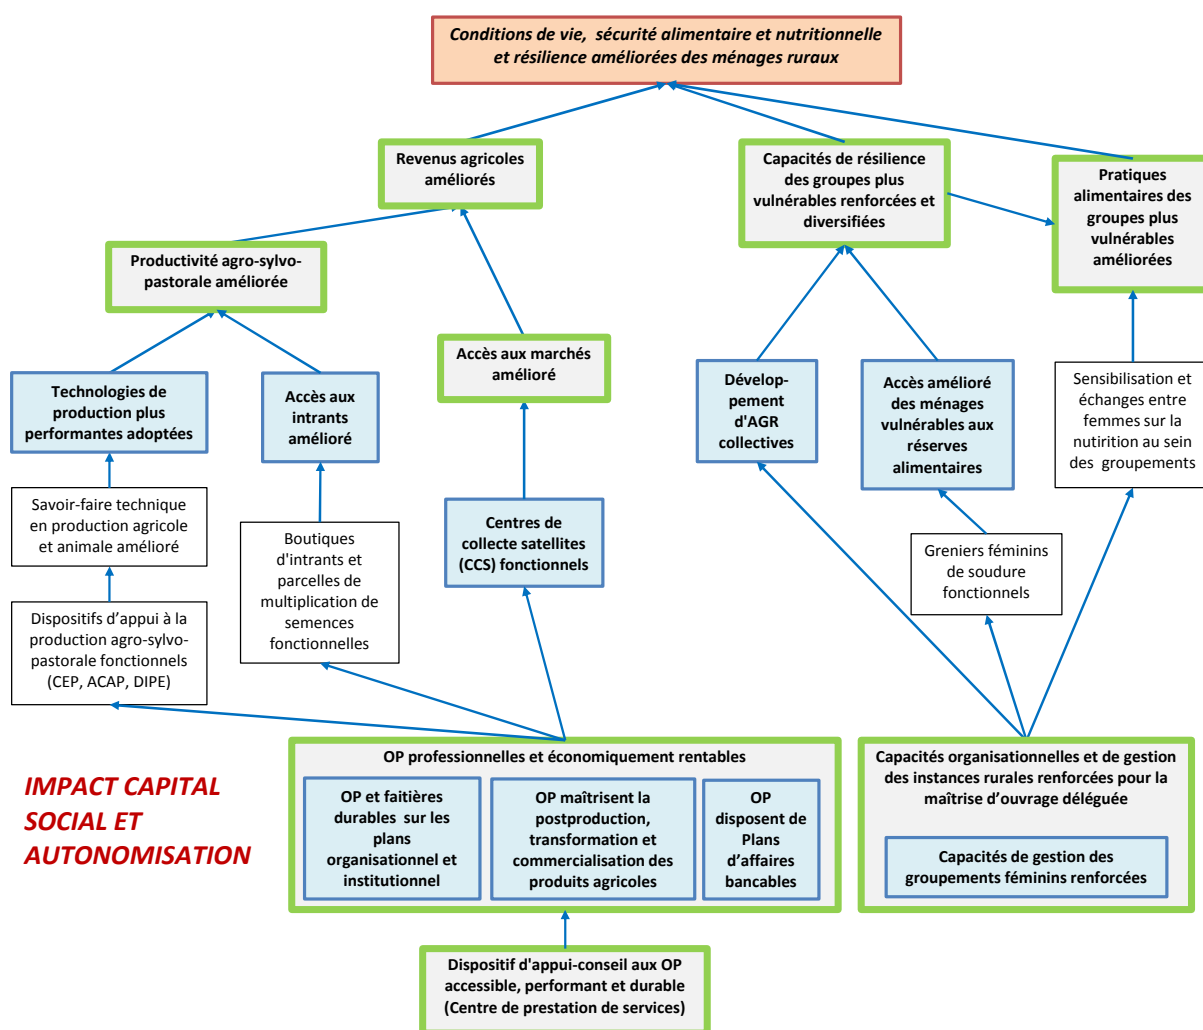 Conditions de vie, sécurité alimentaire et nutritionnelle
et résilience améliorées des ménages ruraux
Revenus agricoles
améliorés
Capacités de résilience
des groupes plus
vulnérables renforcées et
diversifiées
Pratiques
alimentaires des
groupes plus
vulnérables
améliorées
Productivité agro-sylvo-
pastorale améliorée
Accès aux marchés
amélioré
Technologies de
production plus
performantes adoptées
Accès aux
intrants
amélioré
Dévelop-
pement
d'AGR
collectives
Accès amélioré
des ménages
vulnérables aux
réserves
alimentaires
Sensibilisation et
échanges entre
femmes sur la
nutirition au sein
des groupements
Savoir-faire technique
en production agricole
et animale amélioré
Boutiques
d'intrants et
parcelles de
multiplication de
semences
fonctionnelles
Centres de
collecte satellites
(CCS) fonctionnels
Greniers féminins
de soudure
fonctionnels
Dispositifs d’appui à la
production agro-sylvo-
pastorale fonctionnels
(CEP, ACAP, DIPE)
IMPACT CAPITAL
SOCIAL ET
AUTONOMISATION
OP professionnelles et économiquement rentables
OP et faitières
durables sur les
plans
organisationnel et
institutionnel
OP maîtrisent la
postproduction,
transformation et
commercialisation des
produits agricoles
OP
disposent de
Plans
d’affaires
bancables
Capacités organisationnelles et de gestion
des instances rurales renforcées pour la
maîtrise d’ouvrage déléguée
Capacités de gestion des
groupements féminins renforcées
Dispositif d'appui-conseil aux OP
accessible, performant et durable
(Centre de prestation de services)